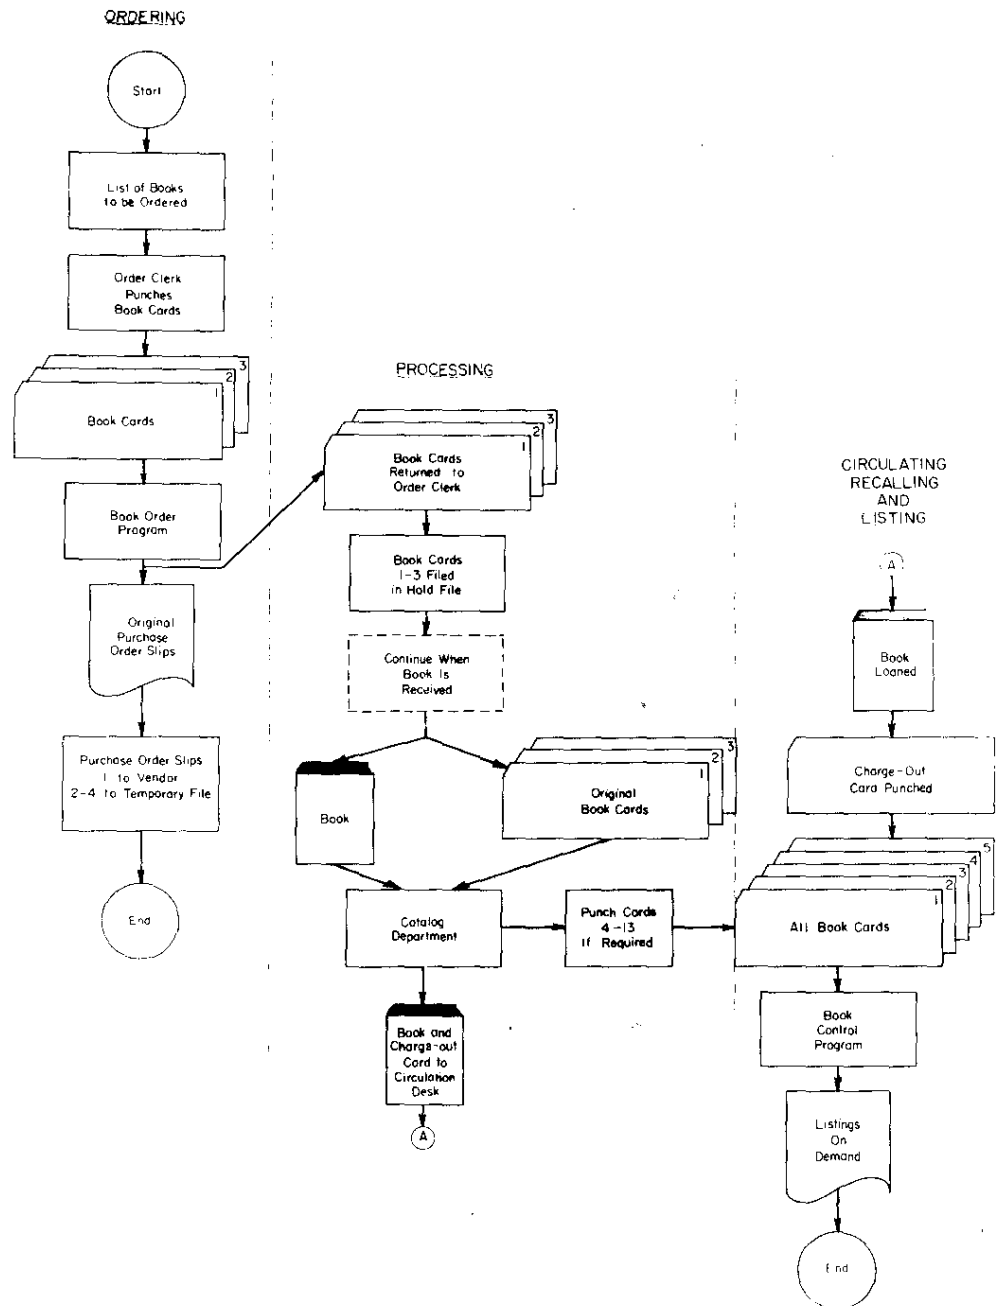 ORDERING
Start
List of Books
to be Ordered
Order Clerk
Punches
Book Cards
3
2
1
Book Cards
Book Order
Program
Original
Purchase
Order Slips
Purchase Order Slips
1 to Vendor
2-4 to Temporary File
End
PROCESSING
3
2
1
Book Cards
Returned to
Order Clerk
Book Cards
1-3 Filed
in Hold File
Continue When
Book Is
Received
Book
3
2
1
Original
Book Cards
Catalog
Department
Punch Cards
4-13
If Required
Book and
Charge-out
Card to
Circulation
Desk
A
CIRCULATING
RECALLING
AND
LISTING
A
Book
Loaned
Charge-Out
Card Punched
5
4
3
2
1
All Book Cards
Book
Control
Program
Listings
On
Demand
End